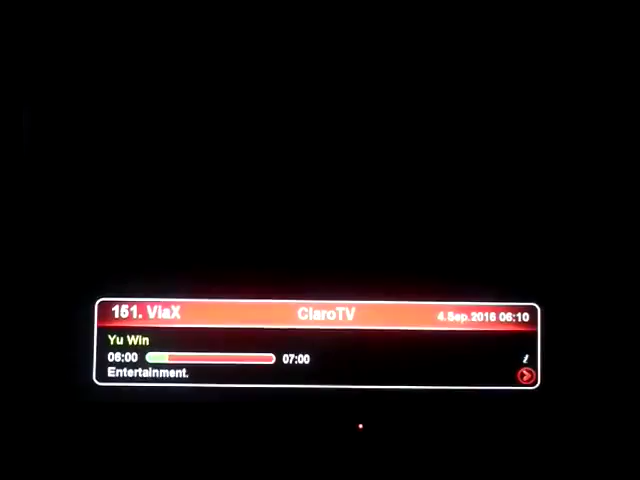 151. ViaX ClaroTV 4.Sep.2016 06:10
Yu Win
06:00 07:00 i
Entertainment.